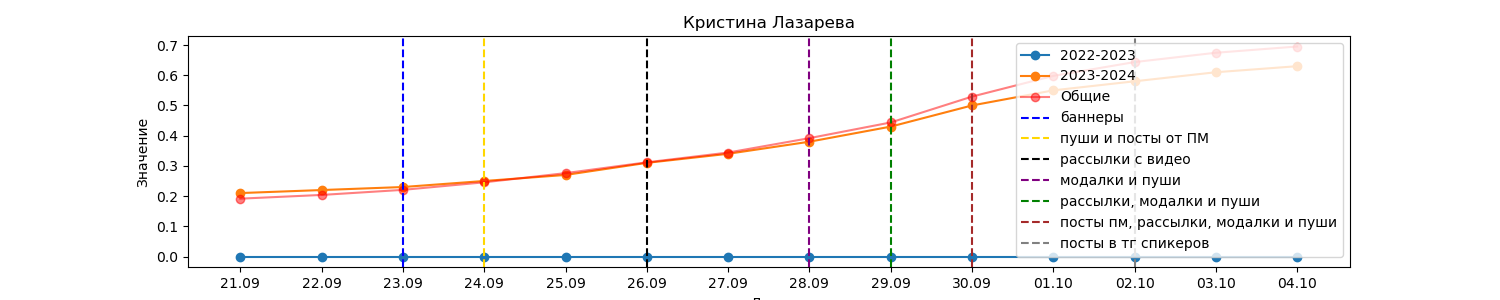 Кристина Лазарева
Значение
0.7
0.6
0.5
0.4
0.3
0.2
0.1
0.0
2022-2023
2023-2024
Общие
баннеры
пуши и посты от ПМ
рассылки с видео
модалки и пуши
рассылки, модалки и пуши
посты пм, рассылки, модалки и пуши
посты в тг спикеров
21.09 22.09 23.09 24.09 25.09 26.09 27.09 28.09 29.09 30.09 01.10 02.10 03.10 04.10